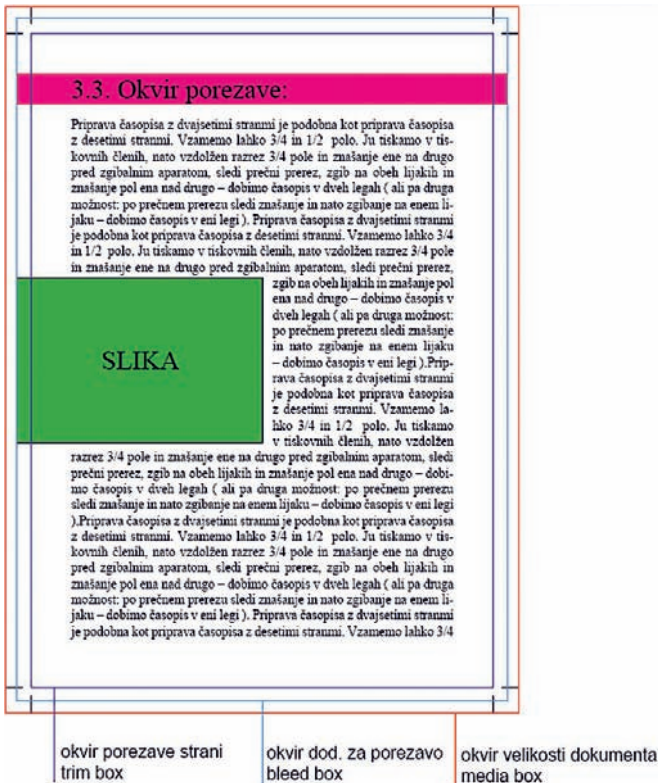 3.3. Okvir porezave:
Priprava časopisa z dvajsetimi stranmi je podobna kot priprava časopisa
z desetimi stranmi. Vzamemo lahko 3/4 in 1/2 polo. Ju tiskamo v tis-
kovnih členih, nato vzdolžen razrez 3/4 pole in znašanje ene na drugo
pred zgibalnim aparatom, sledi prečni prerez, zgib na obeh lijakih in
znašanje pol ena nad drugo – dobimo časopis v dveh legah ( ali pa druga
možnost: po prečnem prerezu sledi znašanje in nato zgibanje na enem li-
jaku – dobimo časopis v eni legi ). Priprava časopisa z dvajsetimi stranmi
je podobna kot priprava časopisa z desetimi stranmi. Vzamemo lahko 3/4
in 1/2 polo. Ju tiskamo v tiskovnih členih, nato vzdolžen razrez 3/4 pole
in znašanje ene na drugo pred zgibalnim aparatom, sledi prečni prerez,
zgib na obeh lijakih in znašanje pol
ena nad drugo – dobimo časopis v
dveh legah ( ali pa druga možnost:
po prečnem prerezu sledi znašanje
in nato zgibanje na enem lijaku
– dobimo časopis v eni legi ).Prip-
rava časopisa z dvajsetimi stranmi
je podobna kot priprava časopisa
z desetimi stranmi. Vzamemo la-
hko 3/4 in 1/2 polo. Ju tiskamo
v tiskovnih členih, nato vzdolžen
SLIKA
razrez 3/4 pole in znašanje ene na drugo pred zgibalnim aparatom, sledi
prečni prerez, zgib na obeh lijakih in znašanje pol ena nad drugo – dobi-
mo časopis v dveh legah ( ali pa druga možnost: po prečnem prerezu
sledi znašanje in nato zgibanje na enem lijaku – dobimo časopis v eni legi
).Priprava časopisa z dvajsetimi stranmi je podobna kot priprava časopisa
z desetimi stranmi. Vzamemo lahko 3/4 in 1/2 polo. Ju tiskamo v tis-
kovnih členih, nato vzdolžen razrez 3/4 pole in znašanje ene na drugo
pred zgibalnim aparatom, sledi prečni prerez, zgib na obeh lijakih in
znašanje pol ena nad drugo – dobimo časopis v dveh legah ( ali pa druga
možnost: po prečnem prerezu sledi znašanje in nato zgibanje na enem li-
jaku – dobimo časopis v eni legi ). Priprava časopisa z dvajsetimi stranmi
je podobna kot priprava časopisa z desetimi stranmi. Vzamemo lahko 3/4
okvir porezave strani
trim box
okvir dod. za porezavo
bleed box
okvir velikosti dokumenta
media box